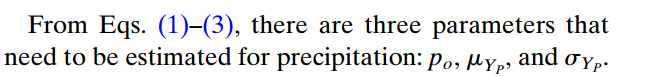 From Eqs. (1)–(3), there are three parameters that
need to be estimated for precipitation: pₒ, μ_{Y_P}, and σ_{Y_P}.